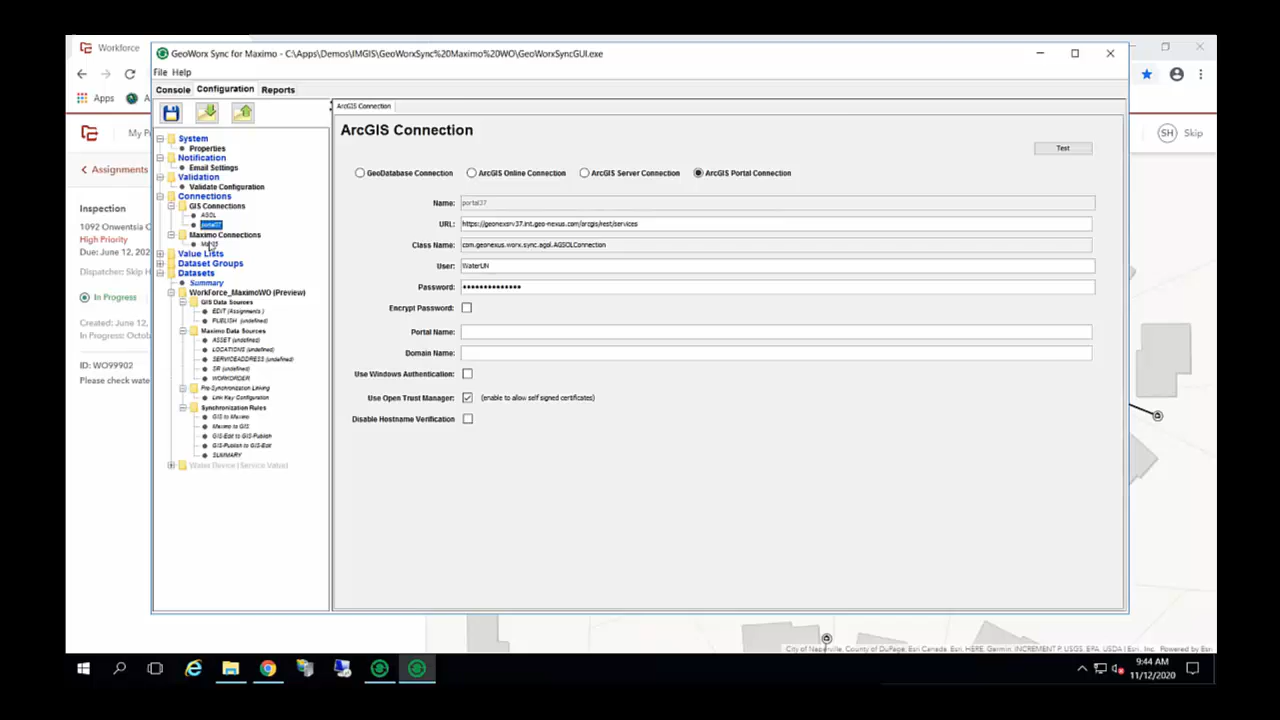 Workforce
GeoWorx Sync for Maximo - C:\Apps\Demos\IMGIS\GeoWorxSync%20Maximo%20WO\GeoWorxSyncGUI.exe
File Help
Console Configuration Reports
Apps
ArcGIS Connection
ArcGIS Connection
Test
GeoDatabase Connection ArcGIS Online Connection ArcGIS Server Connection ArcGIS Portal Connection
Name: portal37
URL: https://geonexsrv37.int.geo-nexus.com/arcgis/rest/services
Class Name: com.geonexus.worx.sync.agol.AGSOLConnection
User: WaterUN
Password: ••••••••••••••
Encrypt Password:
Portal Name:
Domain Name:
Use Windows Authentication:
Use Open Trust Manager: (enable to allow self signed certificates)
Disable Hostname Verification
System
Properties
Notification
Email Settings
Validation
Validate Configuration
Connections
GIS Connections
AGOL
portal37
Maximo Connections
Value Lists
Dataset Groups
Datasets
Summary
WorkForce_MaximoWO (Preview)
GIS Data Sources
EDIT (Assignments )
PUBLISH (undefined)
Maximo Data Sources
ASSET (undefined)
LOCATIONS (undefined)
SERVICEADDRESS (undefined)
SR (undefined)
WORKORDER
Pre-Synchronization Linking
Link Key Configuration
Synchronization Rules
GIS to Maximo
Maximo to GIS
GIS-Edit to GIS-Publish
GIS-Publish to GIS-Edit
SUMMARY
Water Device (Service Valve)
My P
Assignments
Inspection
1092 Onwentsia C
High Priority
Due: June 12, 202
Dispatcher: Skip H
In Progress
Created: June 12,
In Progress: Octob
ID: WO99902
Please check wate
SH Skip
City of Naperville, County of DuPage, Esri Canada, Esri, HERE, Garmin, INCREMENT P, USGS, EPA, USDA | Esri, Inc. Powered by Esri
9:44 AM
11/12/2020